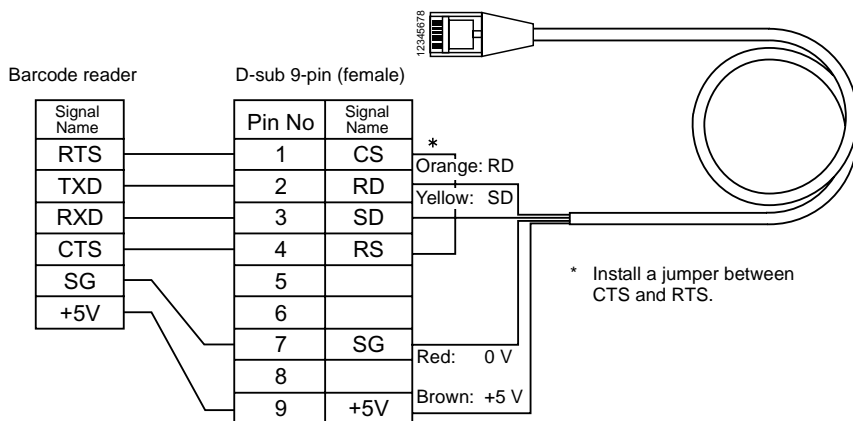 12345678
Barcode reader
D-sub 9-pin (female)
Signal Name
Pin No
Signal Name
RTS
1
CS
*
Orange: RD
TXD
2
RD
Yellow: SD
RXD
3
SD
CTS
4
RS
SG
5
+5V
6
7
SG
Red: 0 V
8
Brown: +5 V
9
+5V
* Install a jumper between
CTS and RTS.